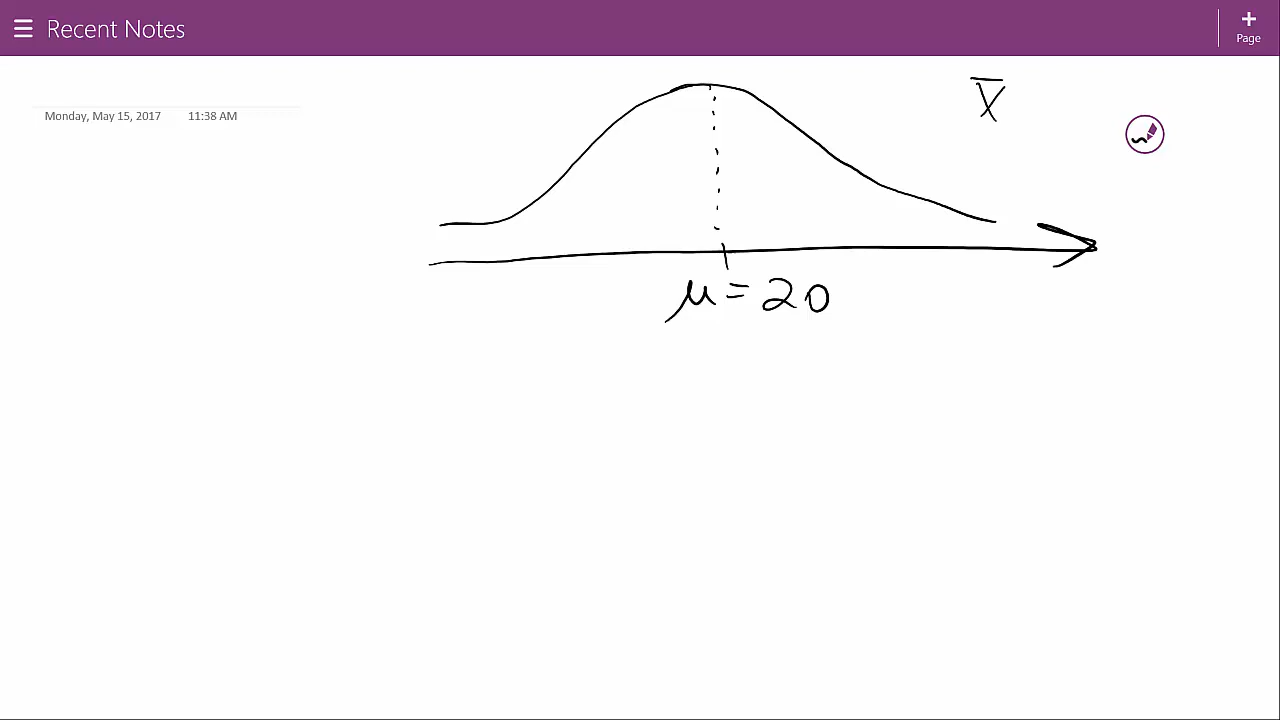 Recent Notes
Page
Monday, May 15, 2017 11:38 AM
X̅
μ = 20